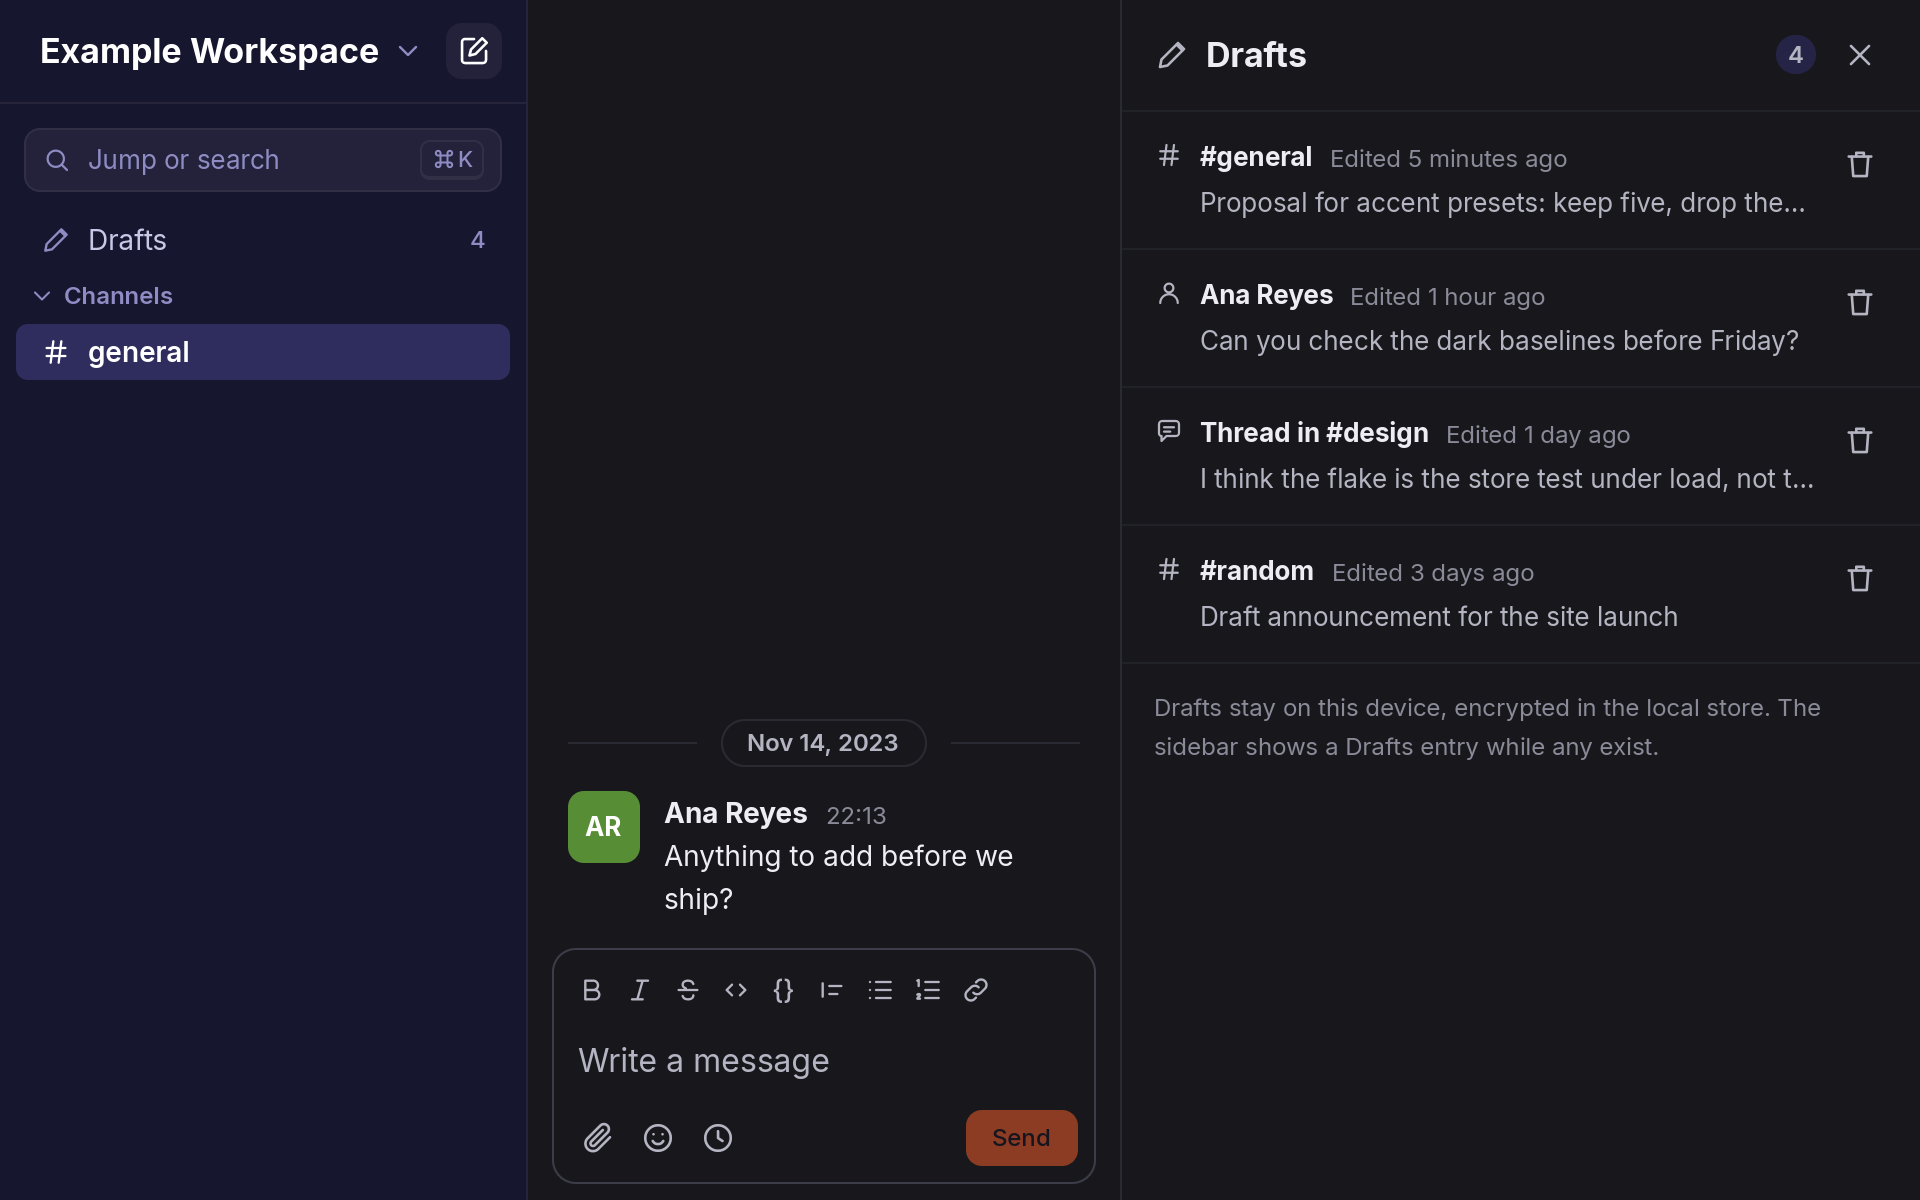 Example Workspace
Jump or search
⌘K
Drafts
4
Channels
general
Nov 14, 2023
AR
Ana Reyes 22:13
Anything to add before we
ship?
Write a message
Send
Drafts
4
#general Edited 5 minutes ago
Proposal for accent presets: keep five, drop the…
Ana Reyes Edited 1 hour ago
Can you check the dark baselines before Friday?
Thread in #design Edited 1 day ago
I think the flake is the store test under load, not t…
#random Edited 3 days ago
Draft announcement for the site launch
Drafts stay on this device, encrypted in the local store. The
sidebar shows a Drafts entry while any exist.